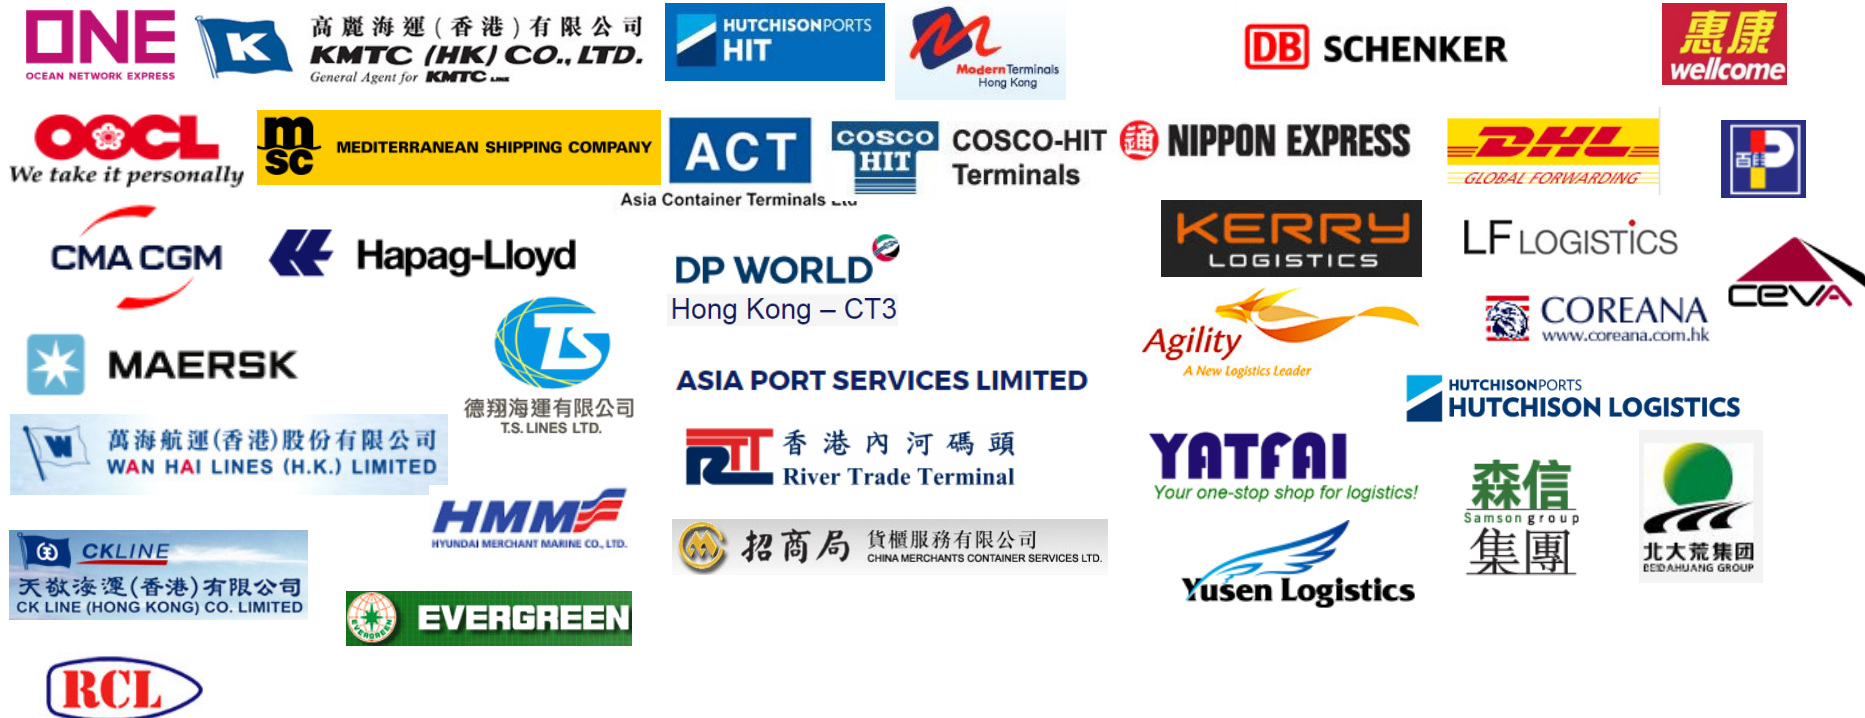 ONE
OCEAN NETWORK EXPRESS
K
高麗海運(香港)有限公司
KMTC (HK) CO., LTD.
General Agent for KMTC LINE
HUTCHISONPORTS
HIT
ModernTerminals
Hong Kong
DB SCHENKER
惠康
wellcome
OOCL
We take it personally
msc
MEDITERRANEAN SHIPPING COMPANY
ACT
Asia Container Terminals Ltd
COSCO
HIT
COSCO-HIT
Terminals
通 NIPPON EXPRESS
DHL
GLOBAL FORWARDING
百佳 P
CMA CGM
Hapag-Lloyd
DP WORLD
Hong Kong – CT3
KERRY
LOGISTICS
LF LOGISTICS
CEVA
MAERSK
TS
德翔海運有限公司
T.S. LINES LTD.
ASIA PORT SERVICES LIMITED
Agility
A New Logistics Leader
COREANA
www.coreana.com.hk
HUTCHISONPORTS
HUTCHISON LOGISTICS
W
萬海航運(香港)股份有限公司
WAN HAI LINES (H.K.) LIMITED
HMM
HYUNDAI MERCHANT MARINE CO., LTD.
RTT
香港內河碼頭
River Trade Terminal
YATFAI
Your one-stop shop for logistics!
森信
Samson group
集團
北大荒集团
BEIDAHUANG GROUP
CKLINE
天敬海運(香港)有限公司
CK LINE (HONG KONG) CO. LIMITED
EVERGREEN
EVERGREEN
招商局
貨櫃服務有限公司
CHINA MERCHANTS CONTAINER SERVICES LTD.
Yusen Logistics
RCL